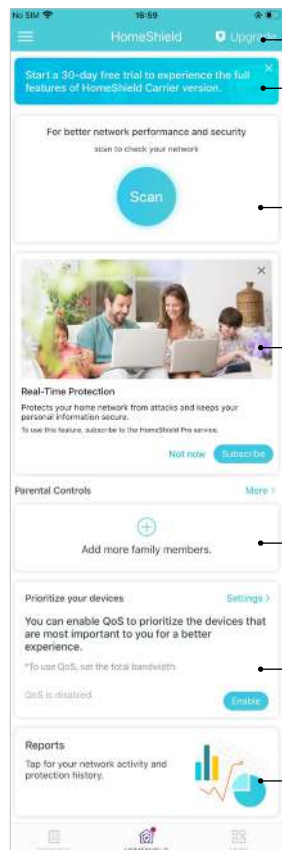 No SIM 16:59
HomeShield Upgrade
Start a 30-day free trial to experience the full
features of HomeShield Carrier version.
For better network performance and security
scan to check your network
Scan
Real-Time Protection
Protects your home network from attacks and keeps your
personal information secure.
To use this feature, subscribe to the HomeShield Pro service.
Not now Subscribe
Parental Controls More >
Add more family members.
Prioritize your devices Settings >
You can enable QoS to prioritize the devices that
are most important to you for a better
experience.
*To use QoS, set the total bandwidth.
QoS is disabled. Enable
Reports
Tap for your network activity and
protection history.
HOMESHIELD